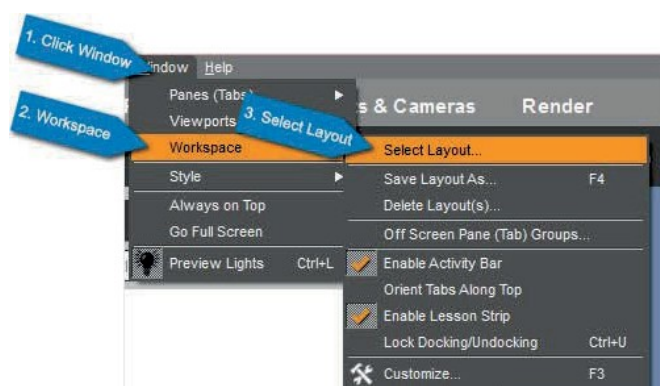 1. Click Window
indow Help
Panes (Tabs)
Viewports
2. Workspace
3. Select Layout
Workspace
Style
Always on Top
Go Full Screen
Preview Lights Ctrl+L
s & Cameras Render
Select Layout...
Save Layout As... F4
Delete Layout(s)...
Off Screen Pane (Tab) Groups...
Enable Activity Bar
Orient Tabs Along Top
Enable Lesson Strip
Lock Docking/Undocking Ctrl+U
Customize... F3